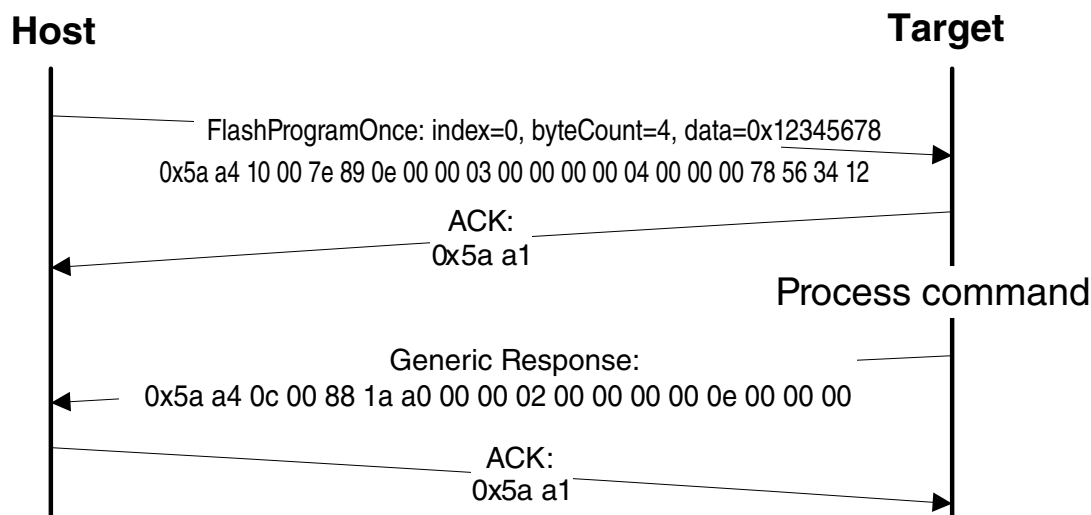 Host
Target
FlashProgramOnce: index=0, byteCount=4, data=0x12345678
0x5a a4 10 00 7e 89 0e 00 00 03 00 00 00 00 04 00 00 00 78 56 34 12
ACK:
0x5a a1
Process command
Generic Response:
0x5a a4 0c 00 88 1a a0 00 00 02 00 00 00 00 0e 00 00 00
ACK:
0x5a a1